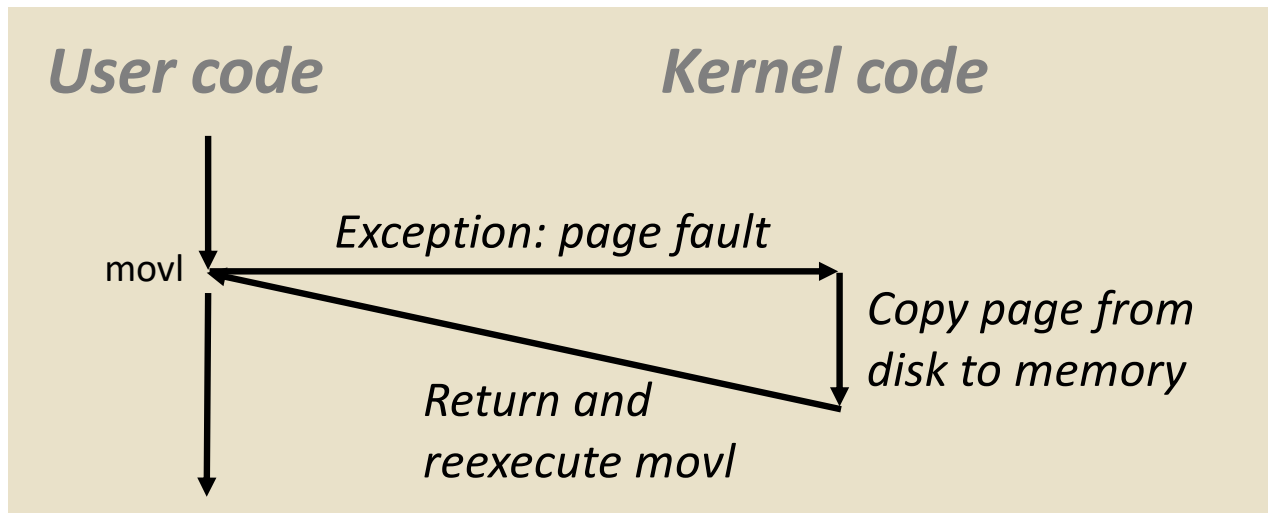 User code
Kernel code
Exception: page fault
movl
Copy page from
disk to memory
Return and
reexecute movl